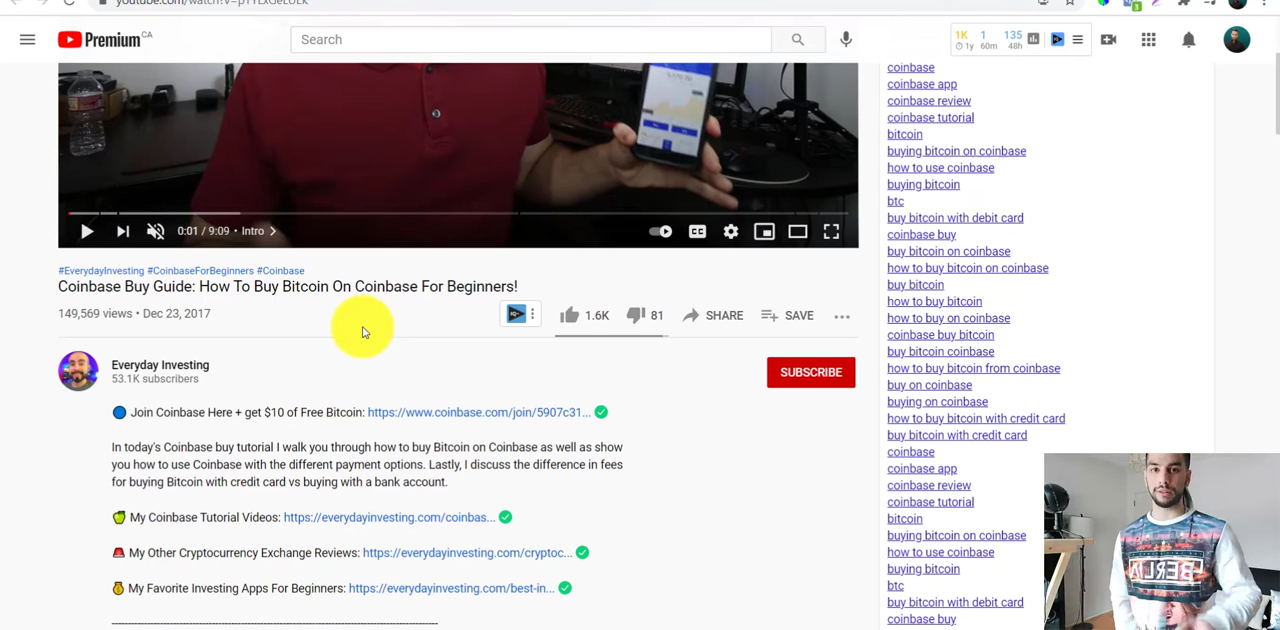 Premium CA
Search
1K 1 135
1y 60m 48h
0:01 / 9:09 • Intro
CC
#EverydayInvesting #CoinbaseForBeginners #Coinbase
Coinbase Buy Guide: How To Buy Bitcoin On Coinbase For Beginners!
149,569 views • Dec 23, 2017
1.6K 81 SHARE SAVE
Everyday Investing
53.1K subscribers
SUBSCRIBE
Join Coinbase Here + get $10 of Free Bitcoin: https://www.coinbase.com/join/5907c31...
In today's Coinbase buy tutorial I walk you through how to buy Bitcoin on Coinbase as well as show
you how to use Coinbase with the different payment options. Lastly, I discuss the difference in fees
for buying Bitcoin with credit card vs buying with a bank account.
My Coinbase Tutorial Videos: https://everydayinvesting.com/coinbas...
My Other Cryptocurrency Exchange Reviews: https://everydayinvesting.com/cryptoc...
My Favorite Investing Apps For Beginners: https://everydayinvesting.com/best-in...
coinbase
coinbase app
coinbase review
coinbase tutorial
bitcoin
buying bitcoin on coinbase
how to use coinbase
buying bitcoin
btc
buy bitcoin with debit card
coinbase buy
buy bitcoin on coinbase
how to buy bitcoin on coinbase
buy bitcoin
how to buy bitcoin
how to buy on coinbase
coinbase buy bitcoin
buy bitcoin coinbase
how to buy bitcoin from coinbase
buy on coinbase
buying on coinbase
how to buy bitcoin with credit card
buy bitcoin with credit card
coinbase
coinbase app
coinbase review
coinbase tutorial
bitcoin
buying bitcoin on coinbase
how to use coinbase
buying bitcoin
btc
buy bitcoin with debit card
coinbase buy
BERLIN